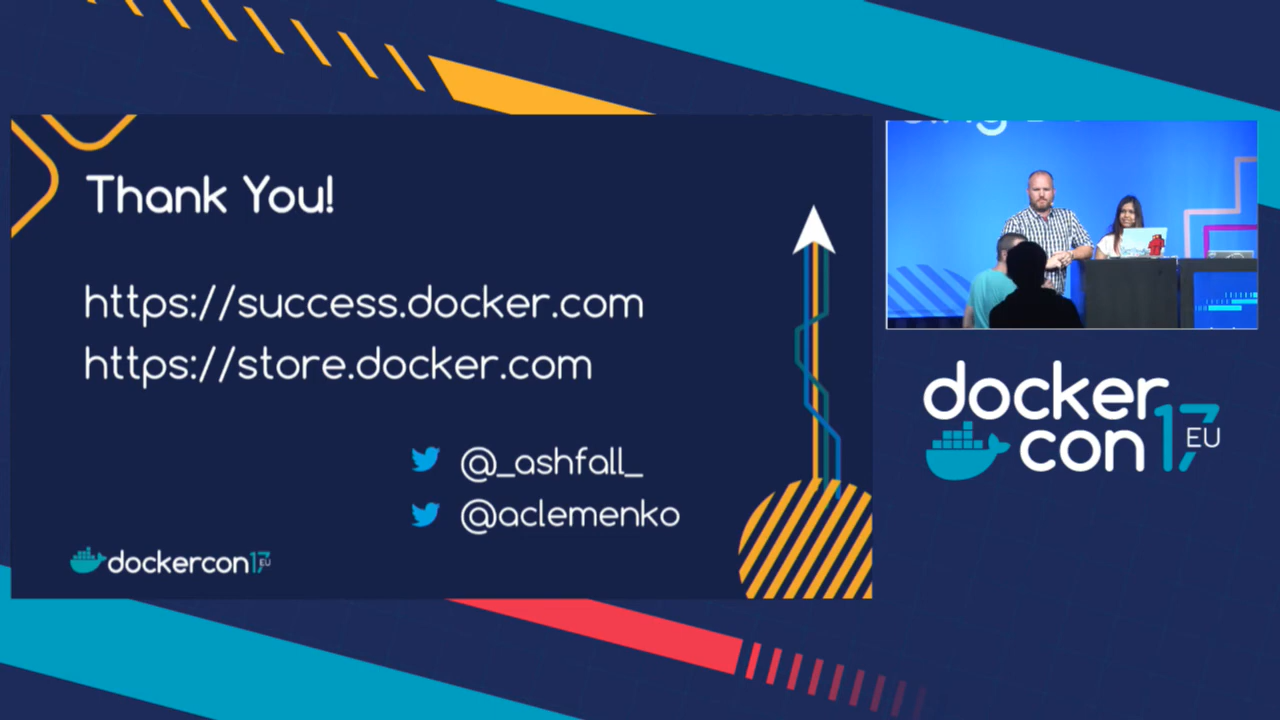 Thank You!
https://success.docker.com
https://store.docker.com
@_ashfall_
@aclemenko
dockercon17 EU
docker
con 17 EU